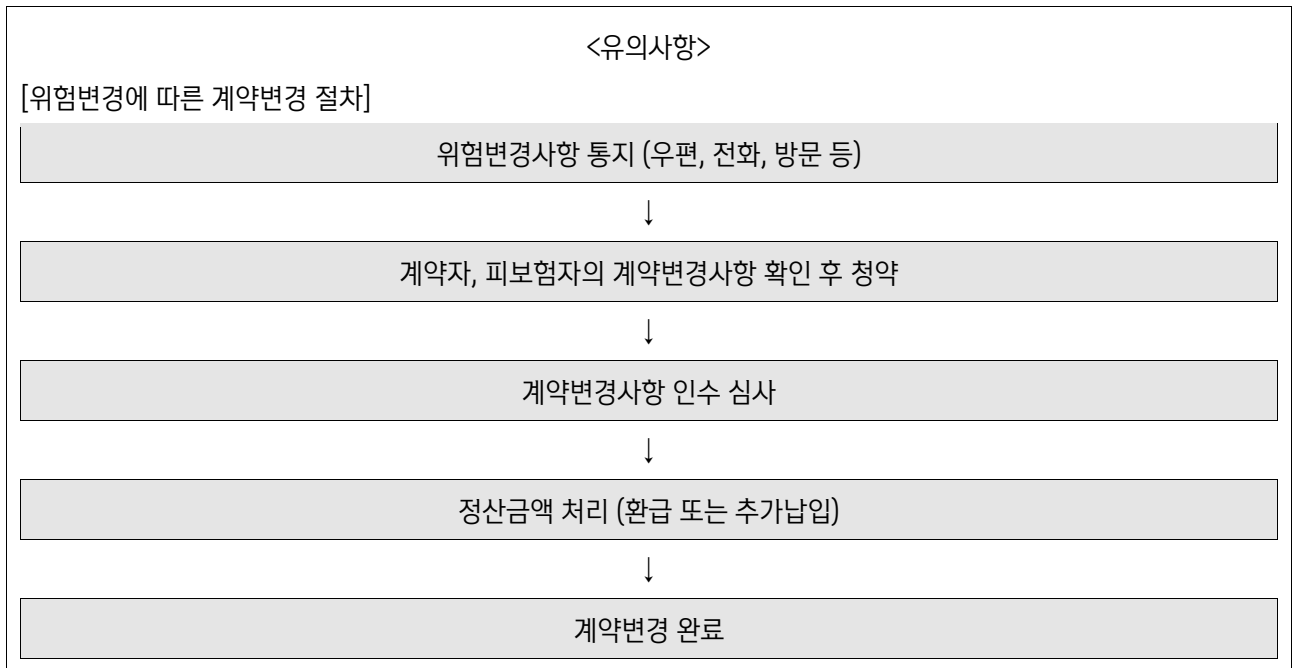 <유의사항>
[위험변경에 따른 계약변경 절차]
위험변경사항 통지 (우편, 전화, 방문 등)
↓
계약자, 피보험자의 계약변경사항 확인 후 청약
↓
계약변경사항 인수 심사
↓
정산금액 처리 (환급 또는 추가납입)
↓
계약변경 완료